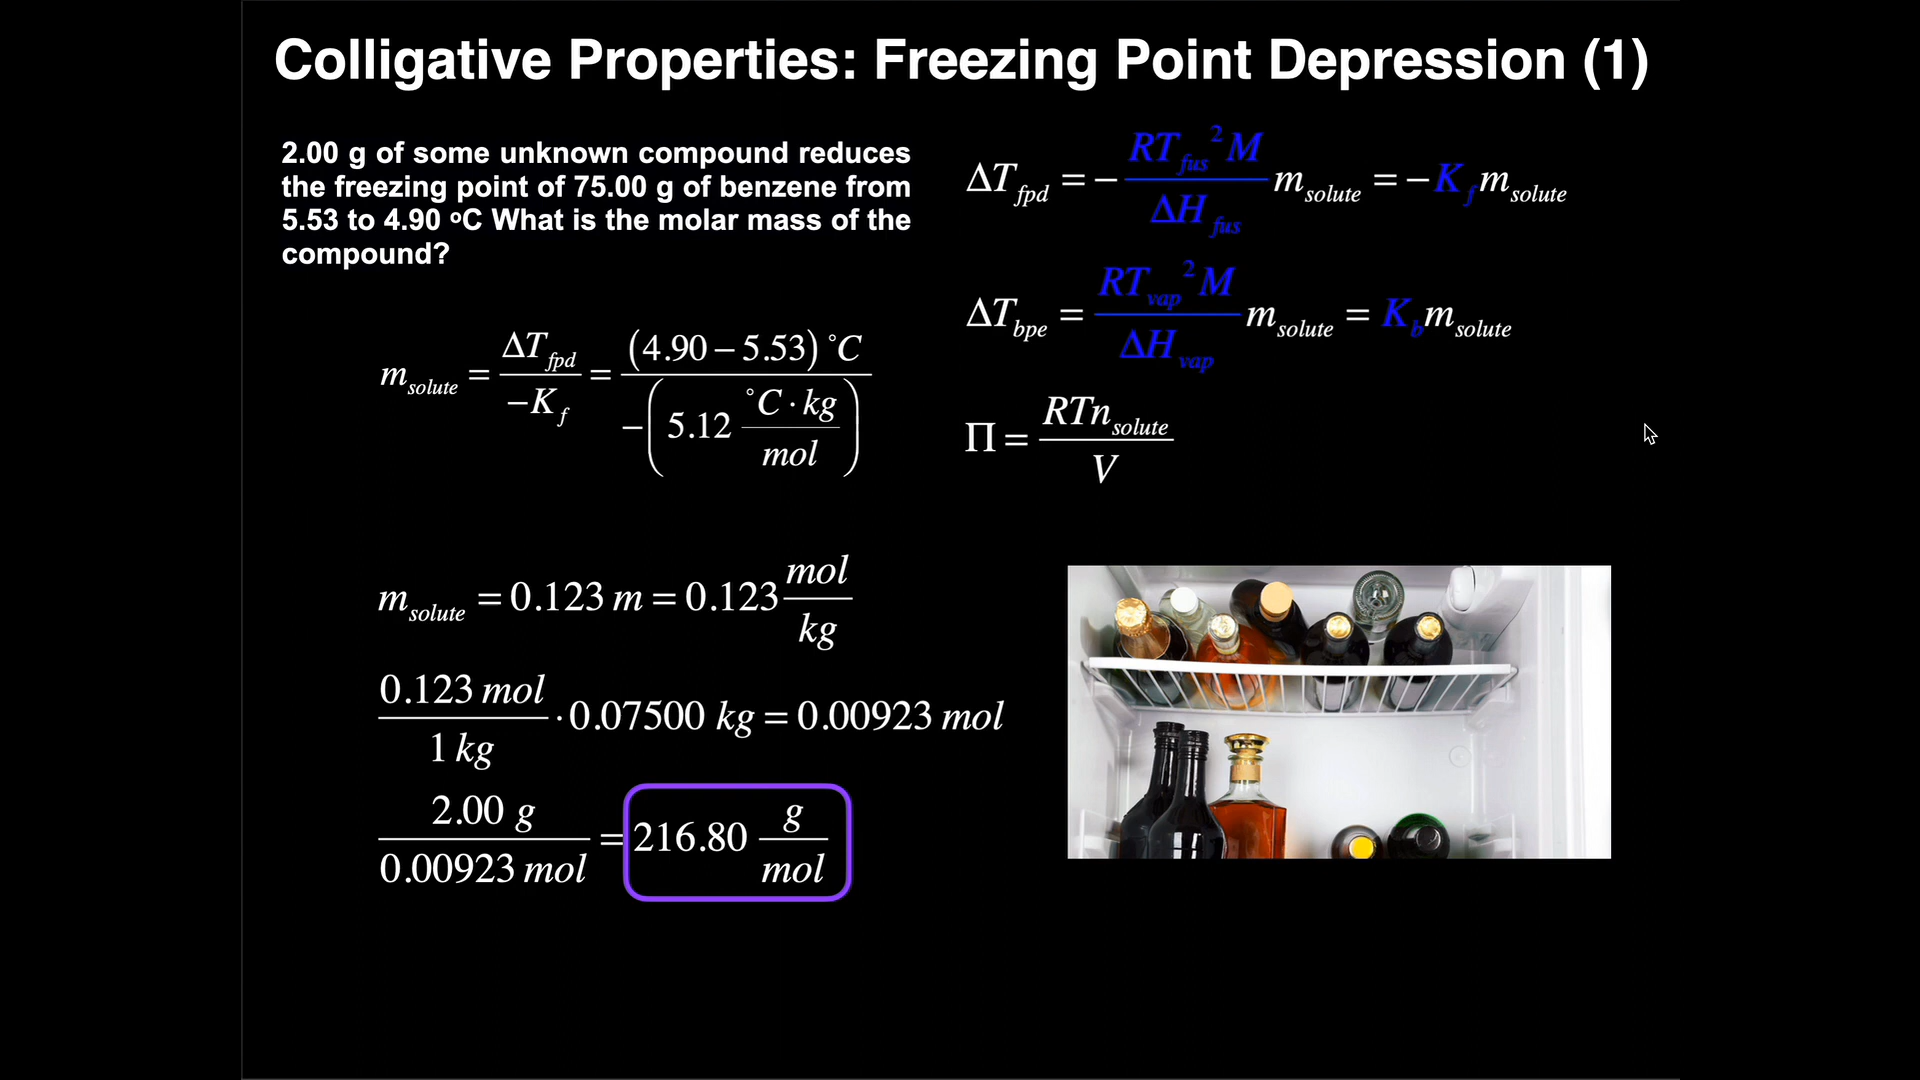 Colligative Properties: Freezing Point Depression (1)
2.00 g of some unknown compound reduces
the freezing point of 75.00 g of benzene from
5.53 to 4.90 ºC What is the molar mass of the
compound?
m_solute = ΔT_fpd / −K_f = (4.90 – 5.53) °C / −(5.12 °C · kg / mol)
m_solute = 0.123 m = 0.123 mol / kg
0.123 mol / 1 kg · 0.07500 kg = 0.00923 mol
2.00 g / 0.00923 mol = 216.80 g / mol
ΔT_fpd = − RT_fus² M / ΔH_fus m_solute = −K_f m_solute
ΔT_bpe = RT_vap² M / ΔH_vap m_solute = K_b m_solute
Π = RTn_solute / V